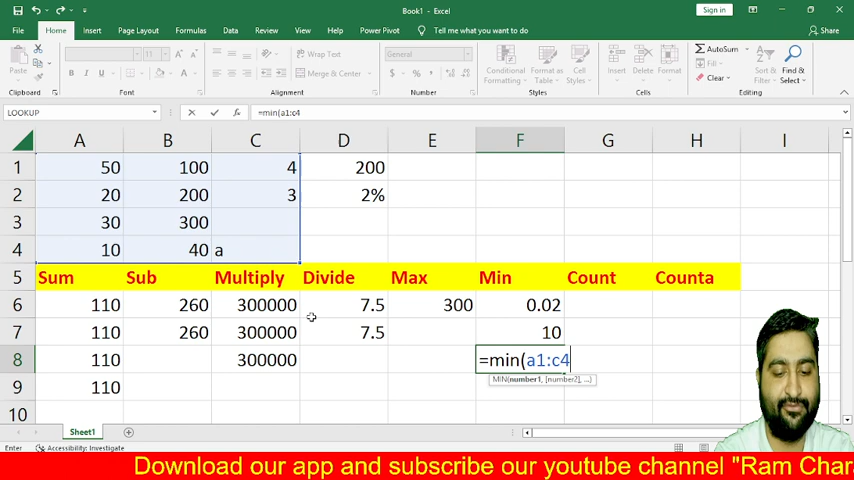 Book1 - Excel
Sign in
File Home Insert Draw Page Layout Formulas Data Review View Help Power Pivot Tell me what you want to do Share
Paste
B I U A
Wrap Text
Merge & Center
General
$ % ,
Conditional Formatting
Format as Table
Cell Styles
Insert
Delete
Format
AutoSum
Fill
Clear
Sort & Filter
Find & Select
Clipboard Font Alignment Number Styles Cells Editing
LOOKUP fx =min(a1:c4
A B C D E F G H I
1 50 100 4 200
2 20 200 3 2%
3 30 300
4 10 40 a
5 Sum Sub Multiply Divide Max Min Count Counta
6 110 260 300000 7.5 300 0.02
7 110 260 300000 7.5 10
8 110 300000 =min(a1:c4
MIN(number1, [number2], ...)
9 110
10
Sheet1
Enter Accessibility: Investigate
Download our app and subscribe our youtube channel "Ram Char